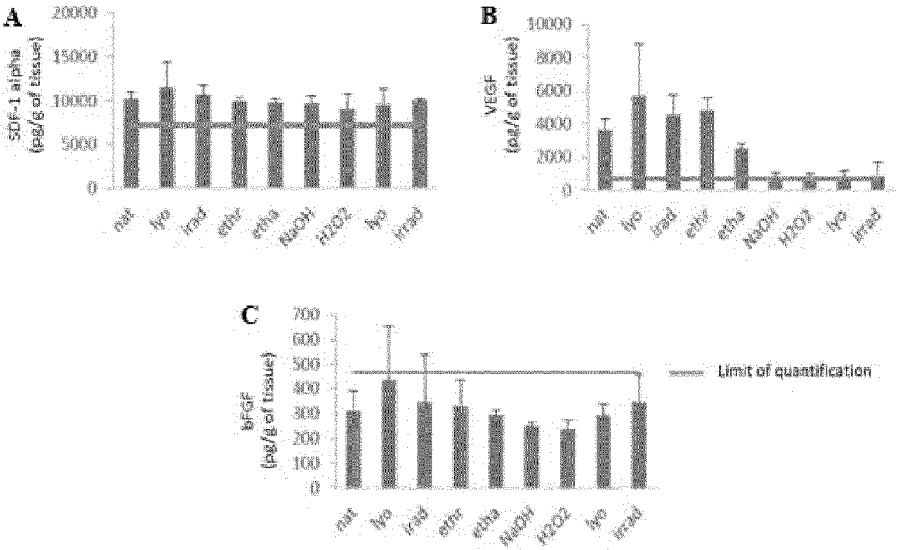 A
SDF-1 alpha
(pg/g of tissue)
20000
15000
10000
5000
0
nat
lyo
irad
ethr
etha
NaOH
H2O2
lyo
irrad
B
VEGF
(pg/g of tissue)
10000
8000
6000
4000
2000
0
nat
lyo
irad
ethr
etha
NaOH
H2O2
lyo
irrad
C
bFGF
(pg/g of tissue)
700
600
500
400
300
200
100
0
nat
lyo
irad
ethr
etha
NaOH
H2O2
lyo
irrad
Limit of quantification